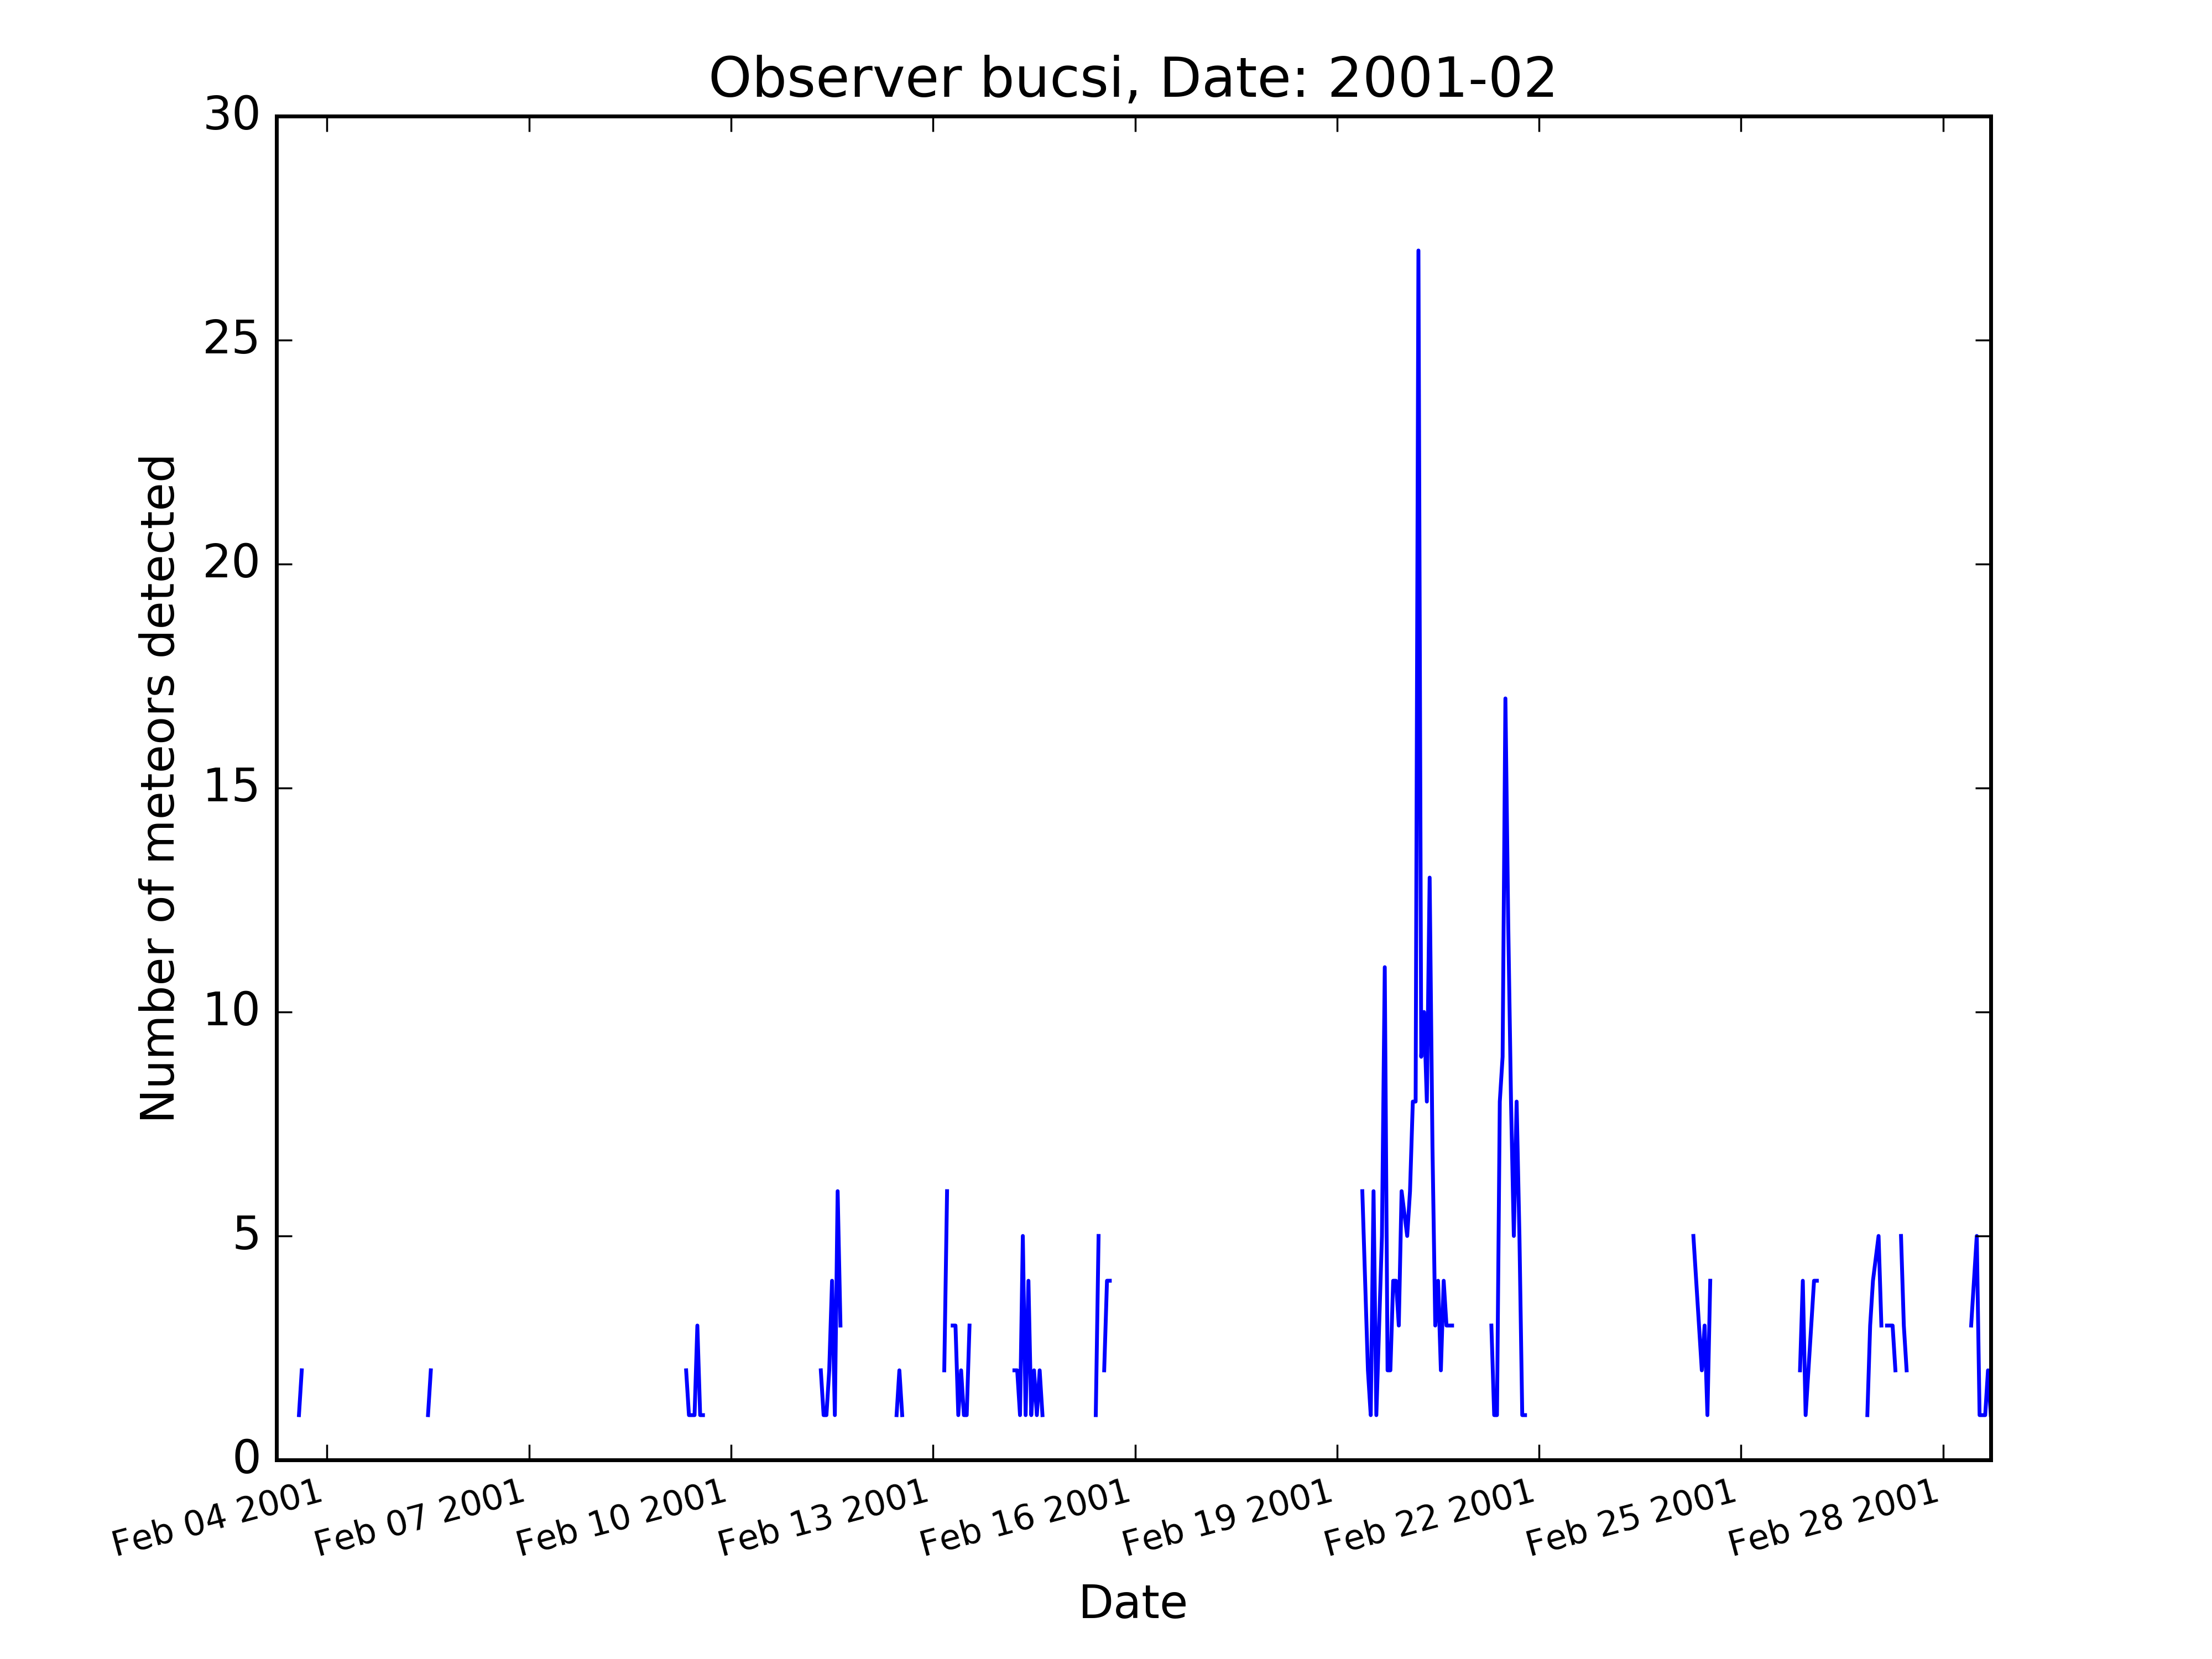 Observer bucsi, Date: 2001-02
Number of meteors detected
30
25
20
15
10
5
0
Feb 04 2001
Feb 07 2001
Feb 10 2001
Feb 13 2001
Feb 16 2001
Feb 19 2001
Feb 22 2001
Feb 25 2001
Feb 28 2001
Date